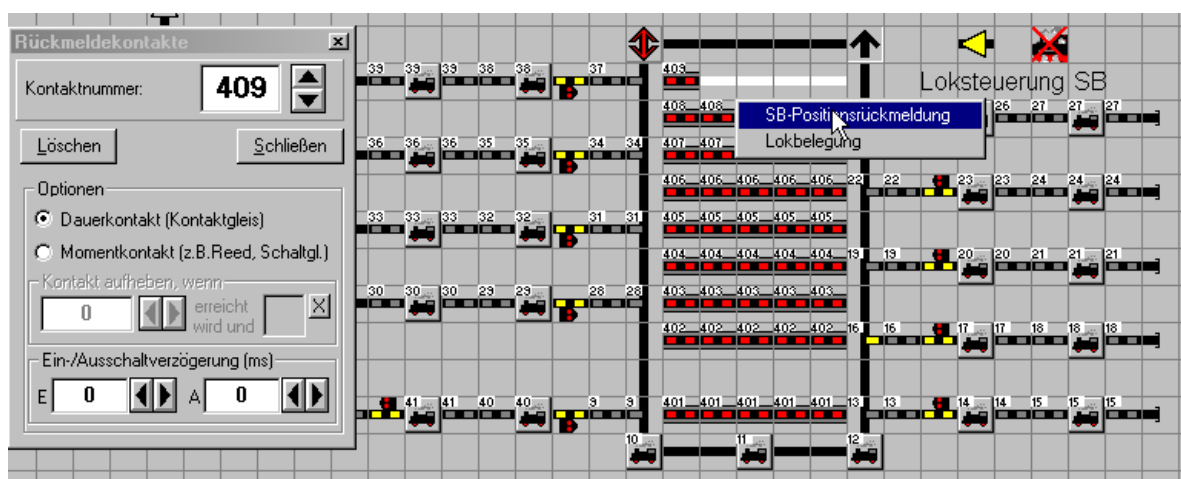 Rückmeldekontakte
Kontaktnummer: 409
Löschen Schließen
Optionen
Dauerkontakt (Kontaktgleis)
Momentkontakt (z.B.Reed, Schaltgl.)
Kontakt aufheben, wenn
0 erreicht wird und X
Ein-/Ausschaltverzögerung (ms)
E 0 A 0
39 39 39 38 38 37 409
Loksteuerung SB
408 408 26 27 27 27
SB-Positionsrückmeldung
Lokbelegung
36 36 36 35 35 34 34 407 407
406 406 406 406 406 22 22 23 23 24 24 24
33 33 33 32 32 31 31 405 405 405 405 405
404 404 404 404 404 19 19 20 20 21 21 21
30 30 30 29 29 28 28 403 403 403 403 403
402 402 402 402 402 16 16 17 17 18 18 18
41 41 40 40 9 9 401 401 401 401 401 13 13 14 14 15 15 15
10 11 12